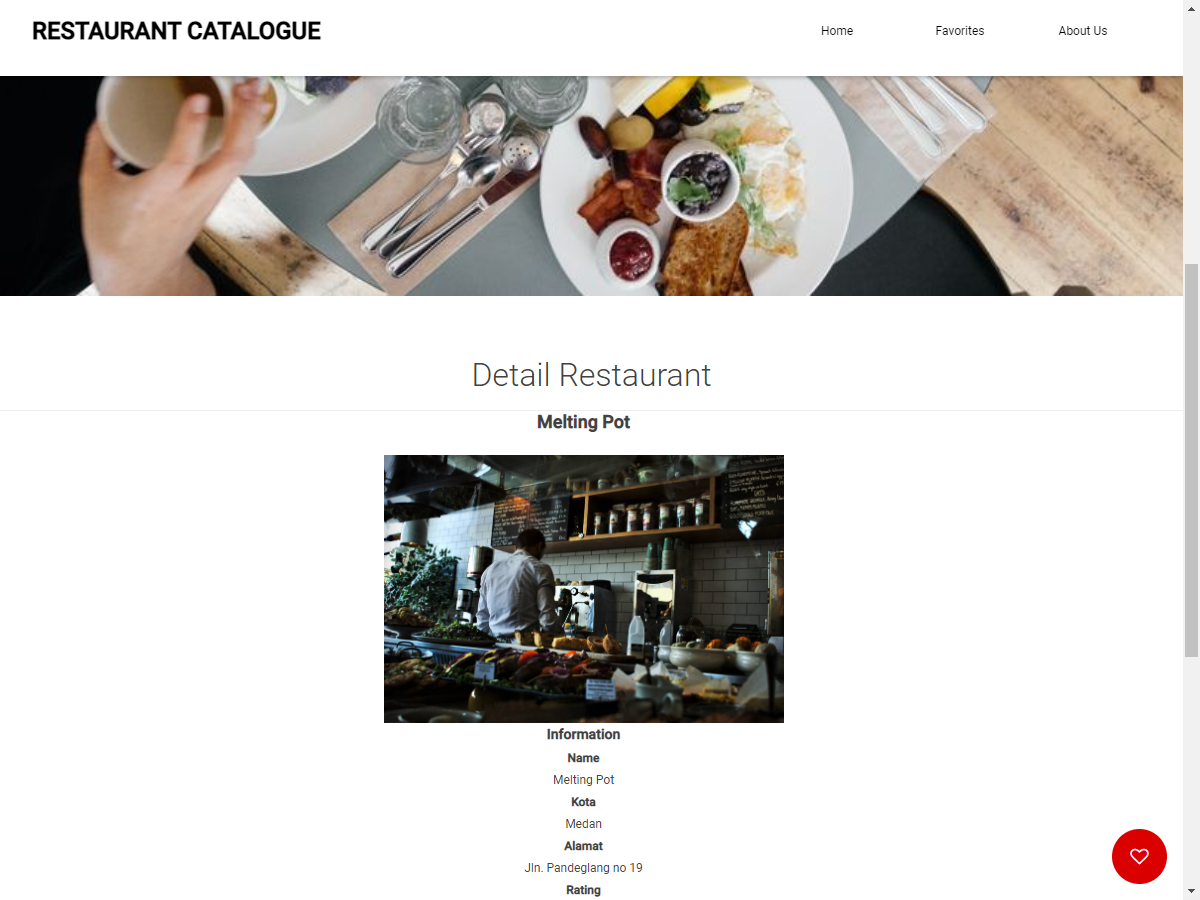 RESTAURANT CATALOGUE
Home Favorites About Us
Detail Restaurant
Melting Pot
Information
Name
Melting Pot
Kota
Medan
Alamat
Jln. Pandeglang no 19
Rating